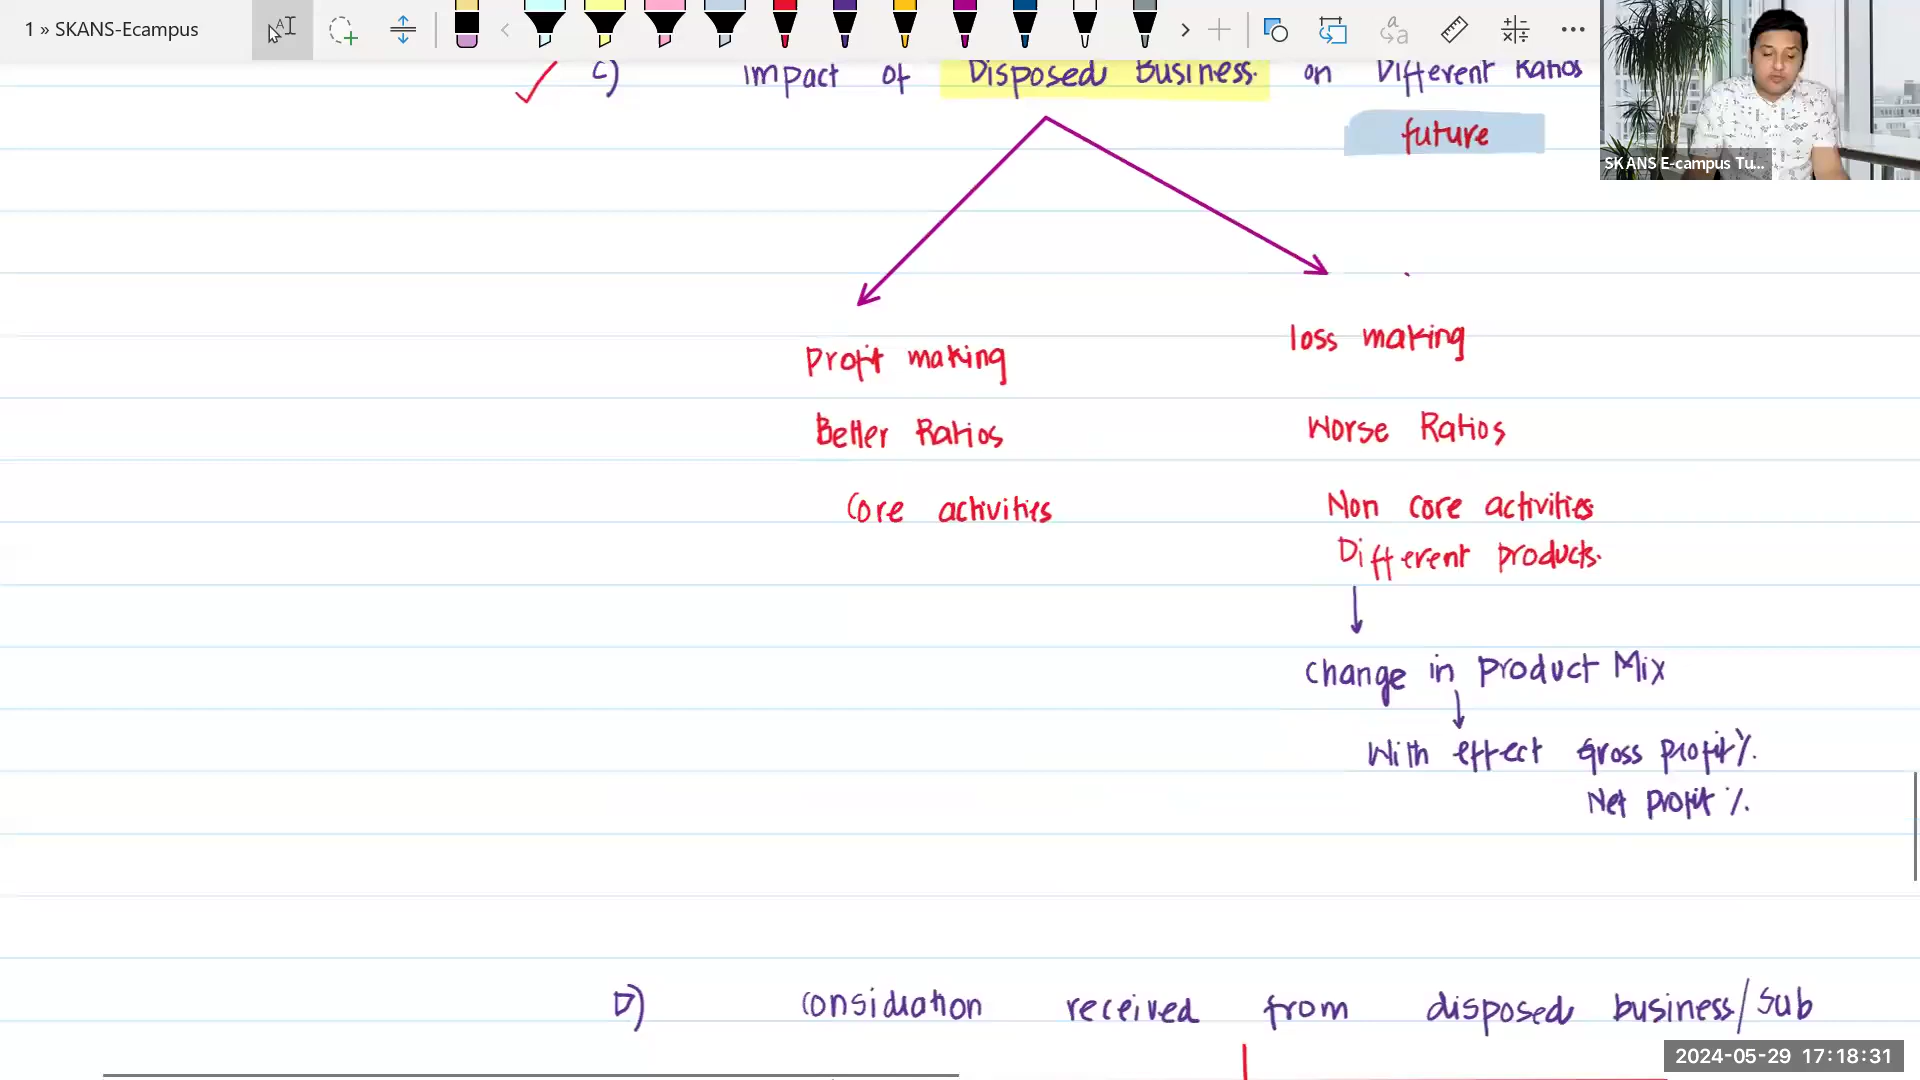 1 » SKANS-Ecampus
C) Impact of Disposed Business. on Different Ratios
future
SKANS E-campus Tu...
Profit making
loss making
Better Ratios
Worse Ratios
Core activities
Non core activities
Different products.
Change in Product Mix
With effect Gross profit %.
Net profit %.
D) Considration received from disposed business/sub
2024-05-29 17:18:31